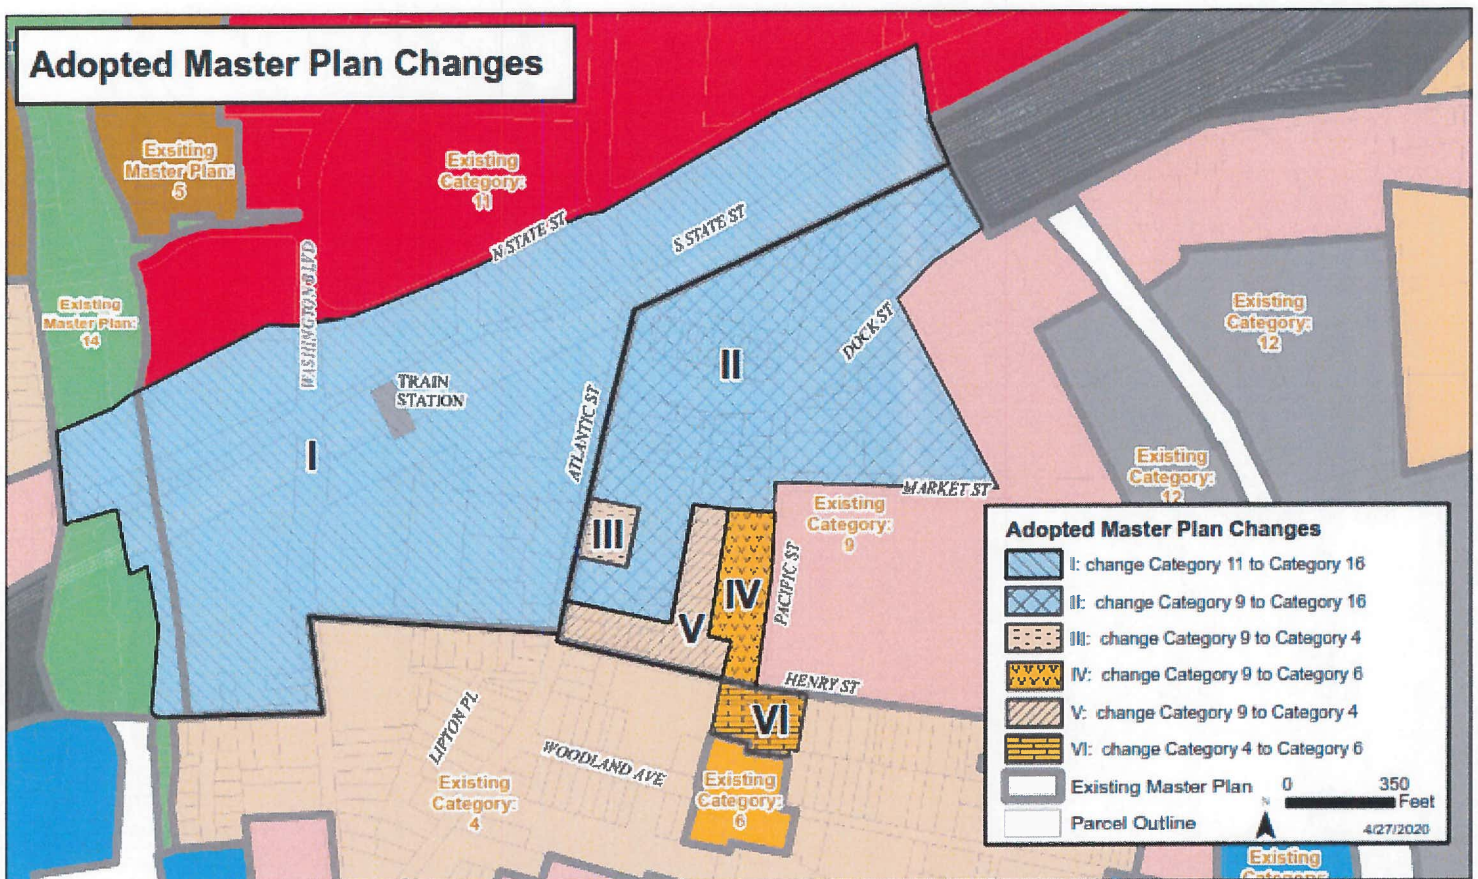 Adopted Master Plan Changes
Exsiting
Master Plan:
5
Existing
Category:
11
N STATE ST
S STATE ST
WASHINGTON BLVD
Existing
Master Plan:
14
Existing
Category:
12
DOCK ST
II
TRAIN
STATION
ATLANTIC ST
I
Existing
Category:
12
MARKET ST
Existing
Category:
9
III
IV
PACIFIC ST
V
HENRY ST
VI
LIPTON PL
WOODLAND AVE
Existing
Category:
4
Existing
Category:
6
Adopted Master Plan Changes
I: change Category 11 to Category 16
II: change Category 9 to Category 16
III: change Category 9 to Category 4
IV: change Category 9 to Category 6
V: change Category 9 to Category 4
VI: change Category 4 to Category 6
Existing Master Plan
Parcel Outline
0 350
Feet
N
4/27/2020
Existing
Category: